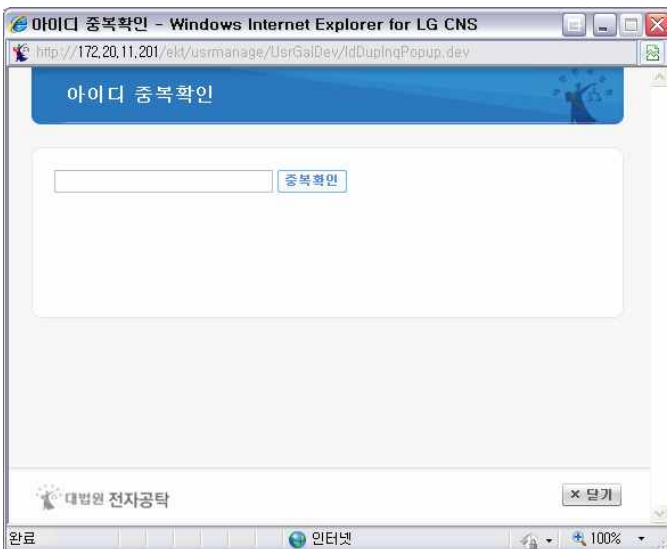 아이디 중복확인 - Windows Internet Explorer for LG CNS
http://172.20.11.201/ekt/usrmanage/UsrGaiDev/IdDupInqPopup.dev
아이디 중복확인
중복확인
대법원 전자공탁
× 닫기
완료
인터넷
100%